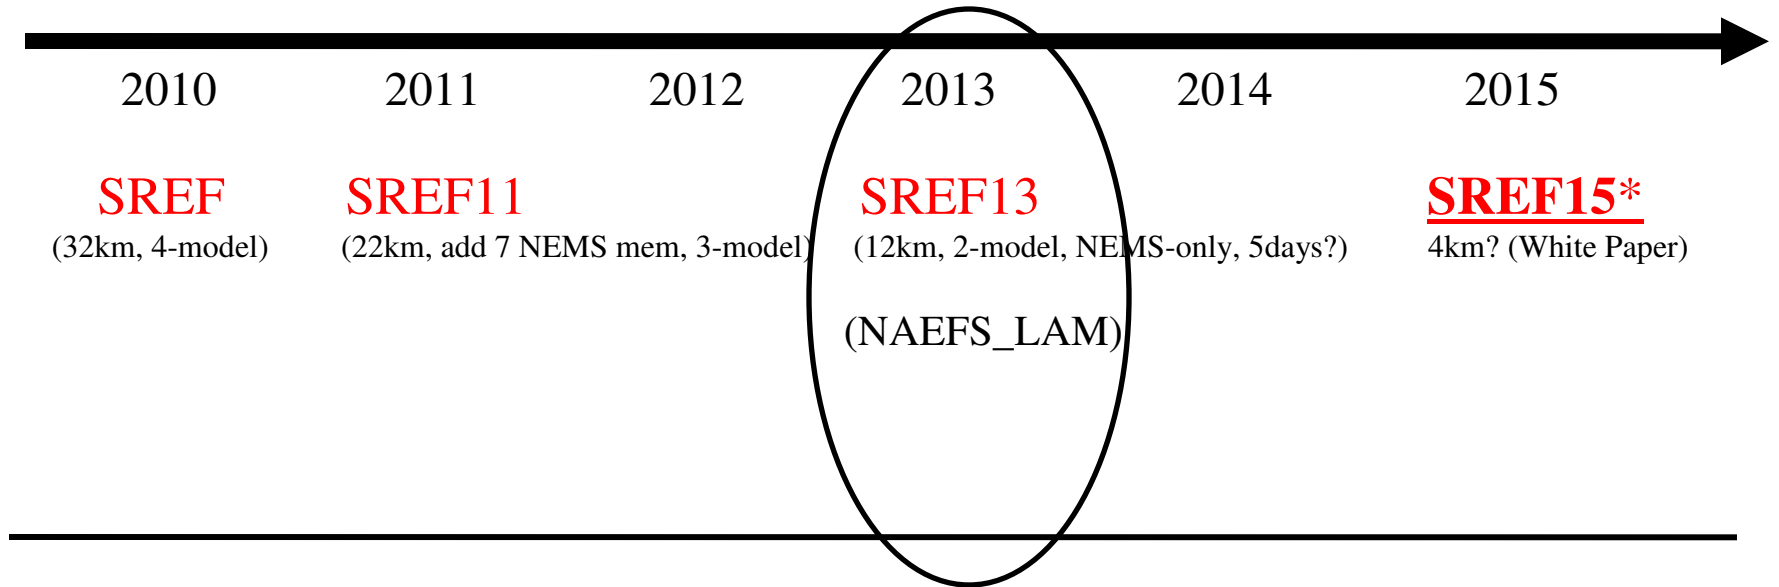 2010 2011 2012 2013 2014 2015
SREF SREF11 SREF13 SREF15*
(32km, 4-model) (22km, add 7 NEMS mem, 3-model) (12km, 2-model, NEMS-only, 5days?) 4km? (White Paper)
(NAEFS_LAM)